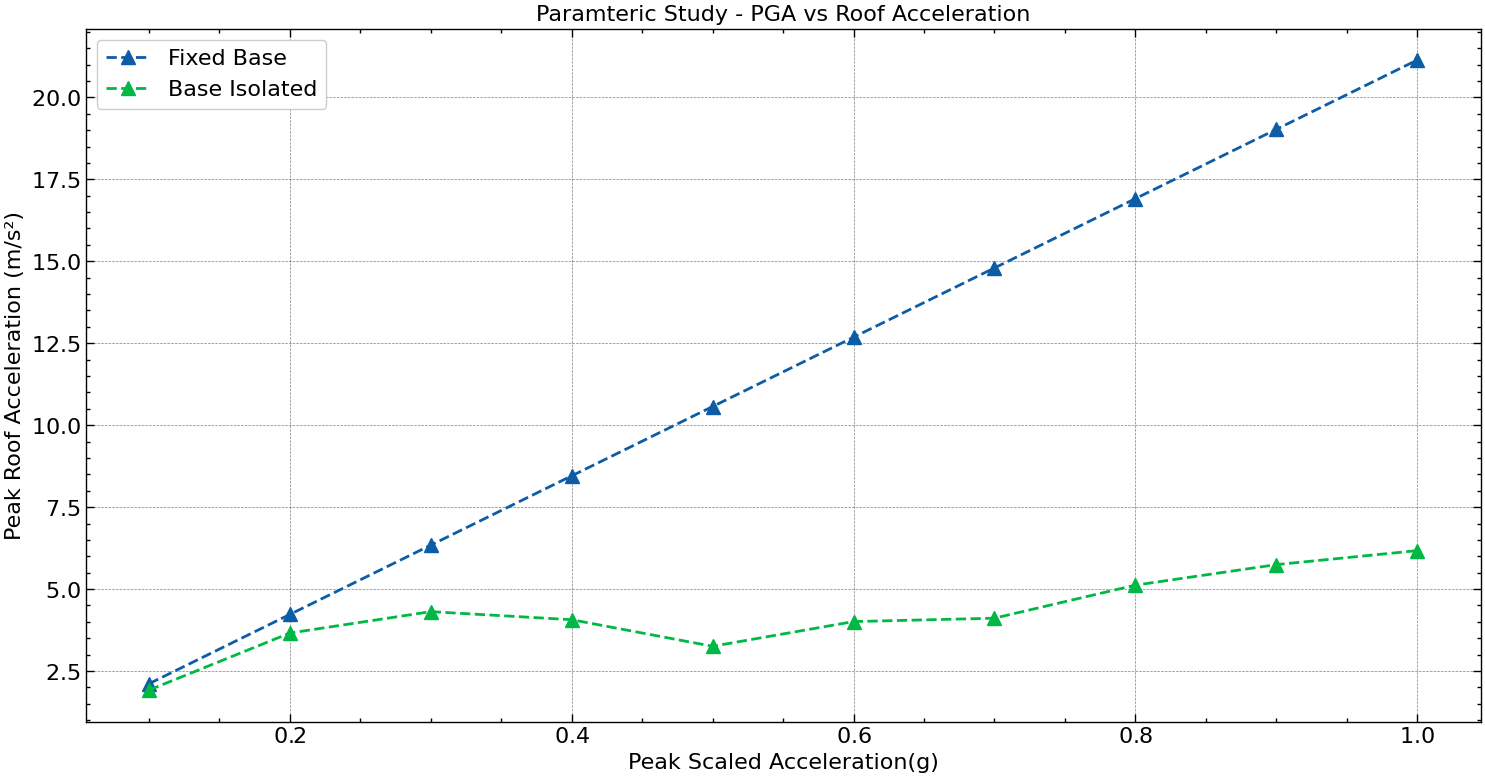 Paramteric Study - PGA vs Roof Acceleration
Fixed Base
Base Isolated
Peak Roof Acceleration (m/s²)
20.0
17.5
15.0
12.5
10.0
7.5
5.0
2.5
0.2 0.4 0.6 0.8 1.0
Peak Scaled Acceleration(g)